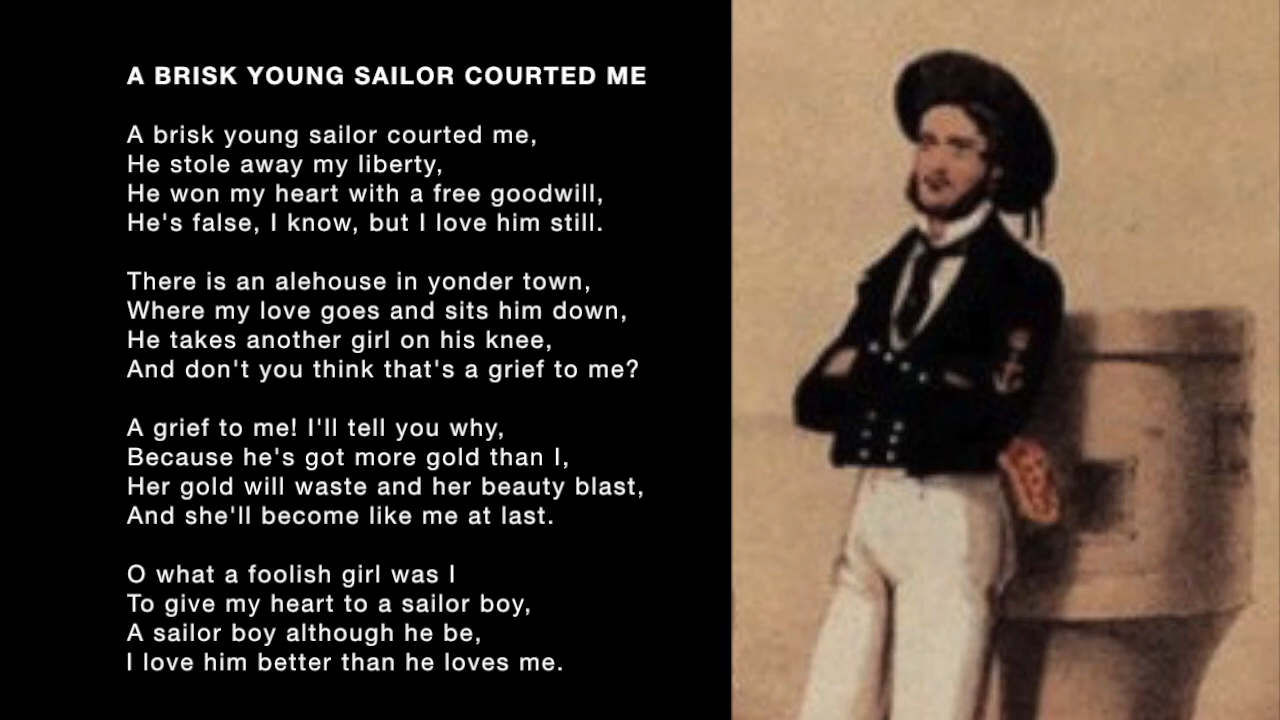 A BRISK YOUNG SAILOR COURTED ME
A brisk young sailor courted me,
He stole away my liberty,
He won my heart with a free goodwill,
He's false, I know, but I love him still.
There is an alehouse in yonder town,
Where my love goes and sits him down,
He takes another girl on his knee,
And don't you think that's a grief to me?
A grief to me! I'll tell you why,
Because he's got more gold than I,
Her gold will waste and her beauty blast,
And she'll become like me at last.
O what a foolish girl was I
To give my heart to a sailor boy,
A sailor boy although he be,
I love him better than he loves me.